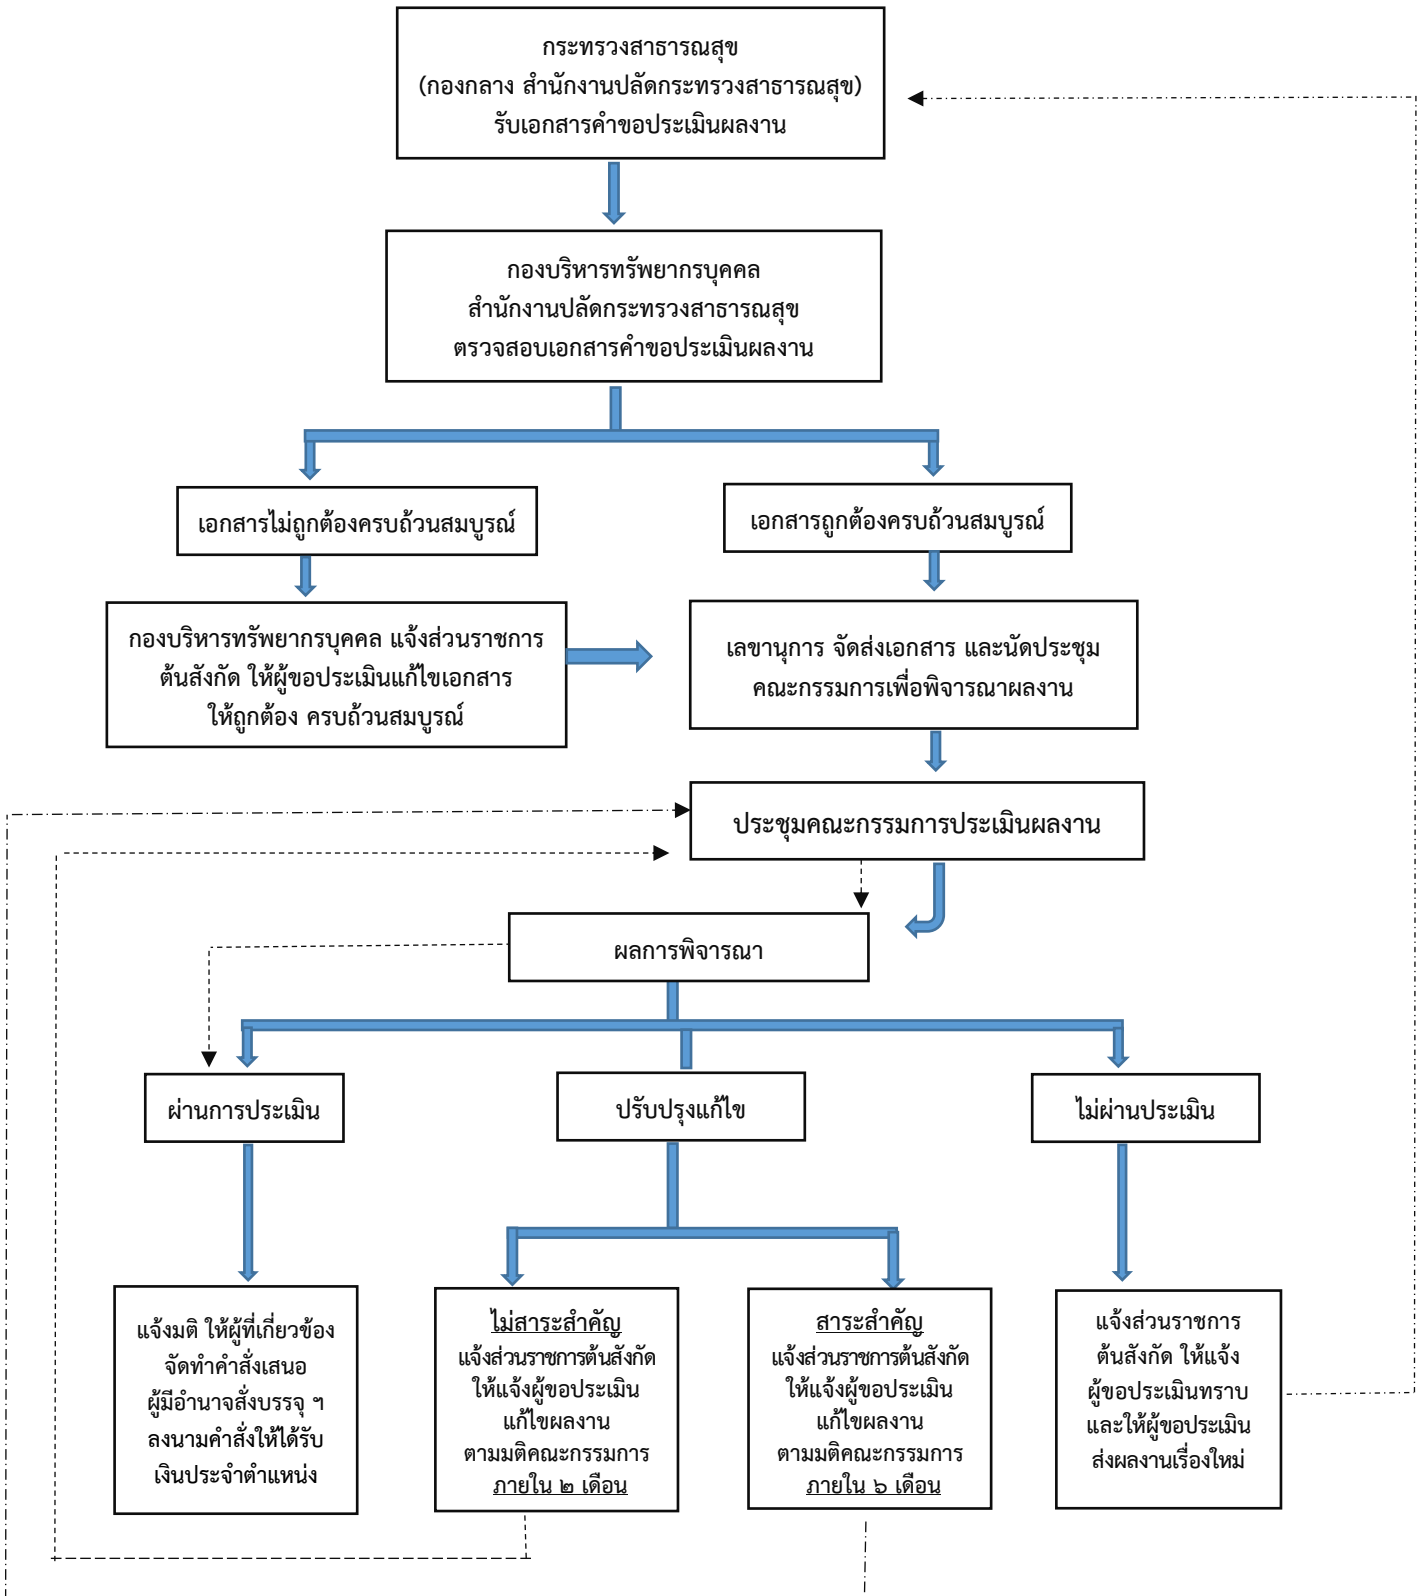 กระทรวงสาธารณสุข
(กองกลาง สำนักงานปลัดกระทรวงสาธารณสุข)
รับเอกสารคำขอประเมินผลงาน
กองบริหารทรัพยากรบุคคล
สำนักงานปลัดกระทรวงสาธารณสุข
ตรวจสอบเอกสารคำขอประเมินผลงาน
เอกสารไม่ถูกต้องครบถ้วนสมบูรณ์
เอกสารถูกต้องครบถ้วนสมบูรณ์
กองบริหารทรัพยากรบุคคล แจ้งส่วนราชการ
ต้นสังกัด ให้ผู้ขอประเมินแก้ไขเอกสาร
ให้ถูกต้อง ครบถ้วนสมบูรณ์
เลขานุการ จัดส่งเอกสาร และนัดประชุม
คณะกรรมการเพื่อพิจารณาผลงาน
ประชุมคณะกรรมการประเมินผลงาน
ผลการพิจารณา
ผ่านการประเมิน
ปรับปรุงแก้ไข
ไม่ผ่านประเมิน
แจ้งมติ ให้ผู้ที่เกี่ยวข้อง
จัดทำคำสั่งเสนอ
ผู้มีอำนาจสั่งบรรจุ ฯ
ลงนามคำสั่งให้ได้รับ
เงินประจำตำแหน่ง
ไม่สาระสำคัญ
แจ้งส่วนราชการต้นสังกัด
ให้แจ้งผู้ขอประเมิน
แก้ไขผลงาน
ตามมติคณะกรรมการ
ภายใน ๒ เดือน
สาระสำคัญ
แจ้งส่วนราชการต้นสังกัด
ให้แจ้งผู้ขอประเมิน
แก้ไขผลงาน
ตามมติคณะกรรมการ
ภายใน ๖ เดือน
แจ้งส่วนราชการ
ต้นสังกัด ให้แจ้ง
ผู้ขอประเมินทราบ
และให้ผู้ขอประเมิน
ส่งผลงานเรื่องใหม่